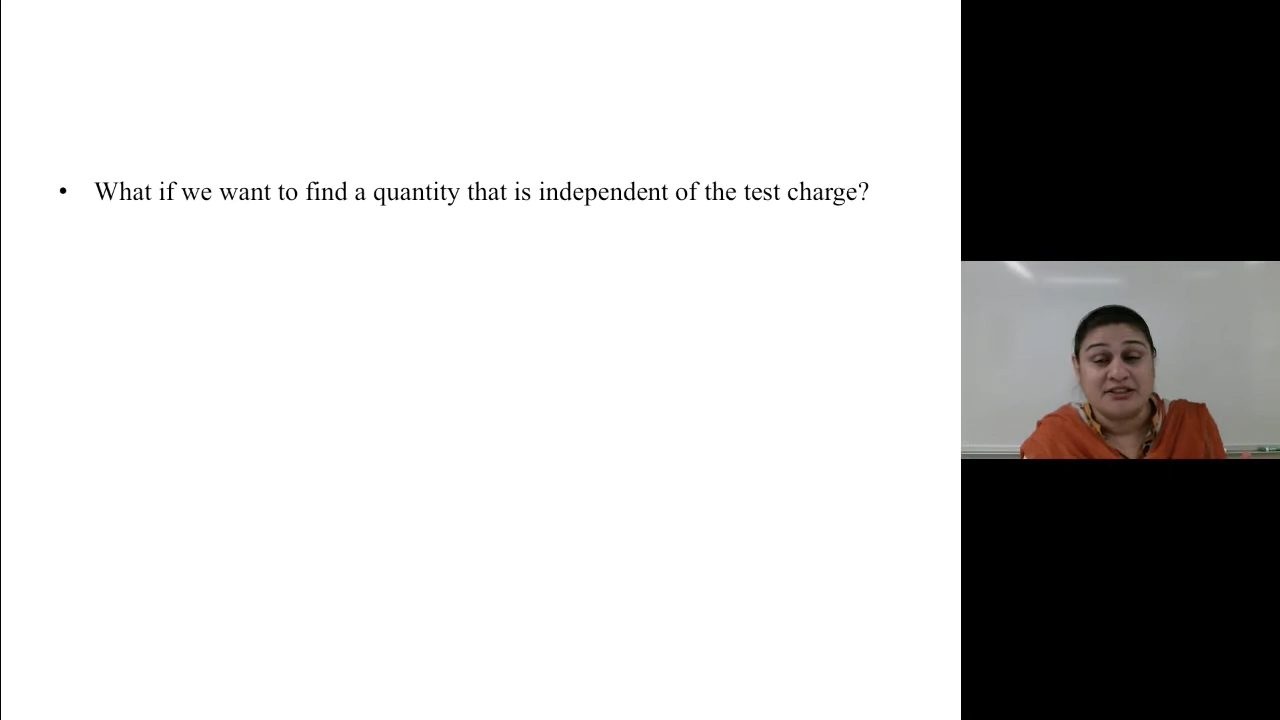 • What if we want to find a quantity that is independent of the test charge?